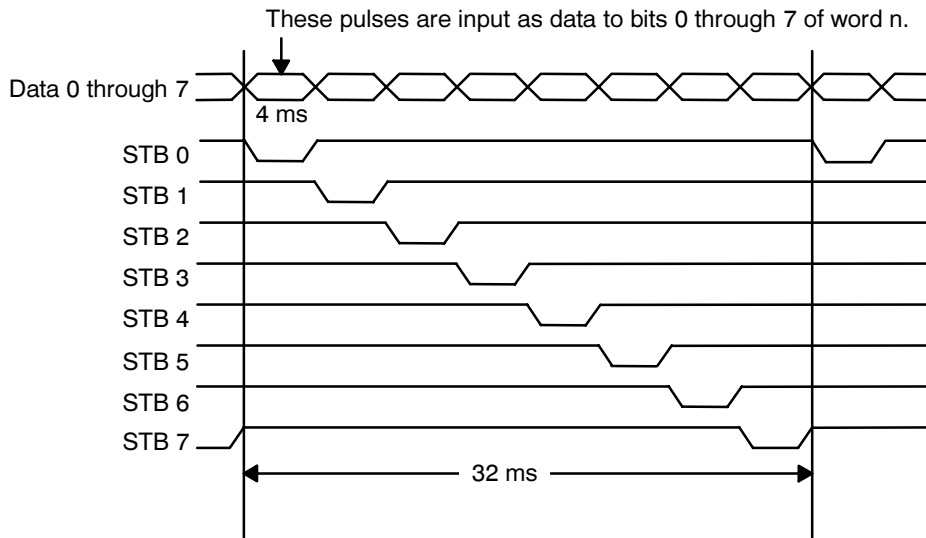 These pulses are input as data to bits 0 through 7 of word n.
Data 0 through 7
4 ms
STB 0
STB 1
STB 2
STB 3
STB 4
STB 5
STB 6
STB 7
32 ms